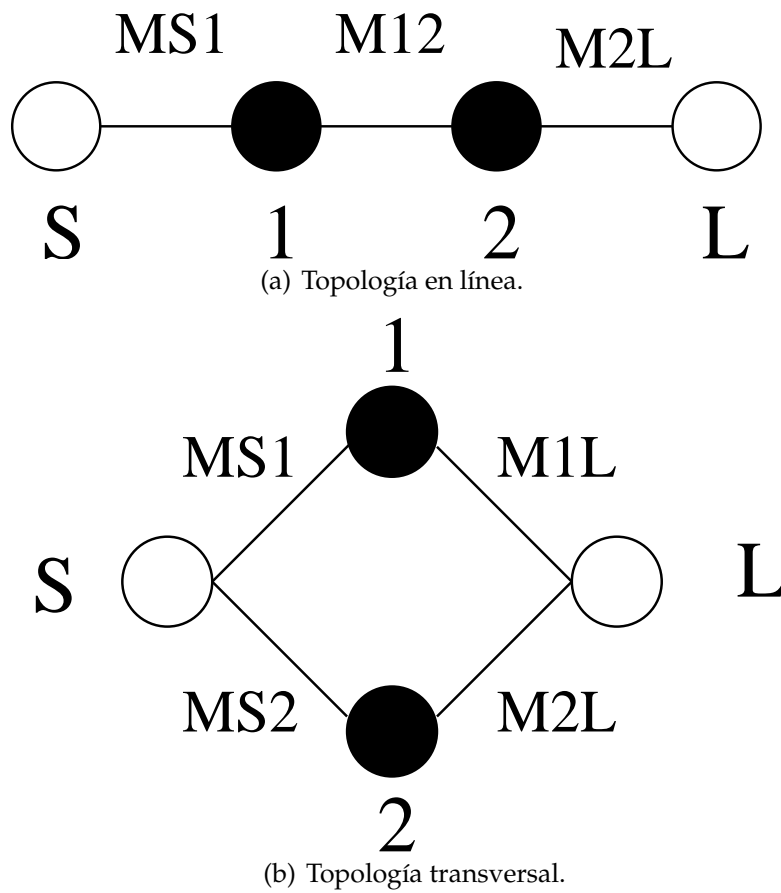 MS1 M12 M2L
S 1 2 L
(a) Topología en línea.
1
MS1 M1L
S L
MS2 M2L
2
(b) Topología transversal.